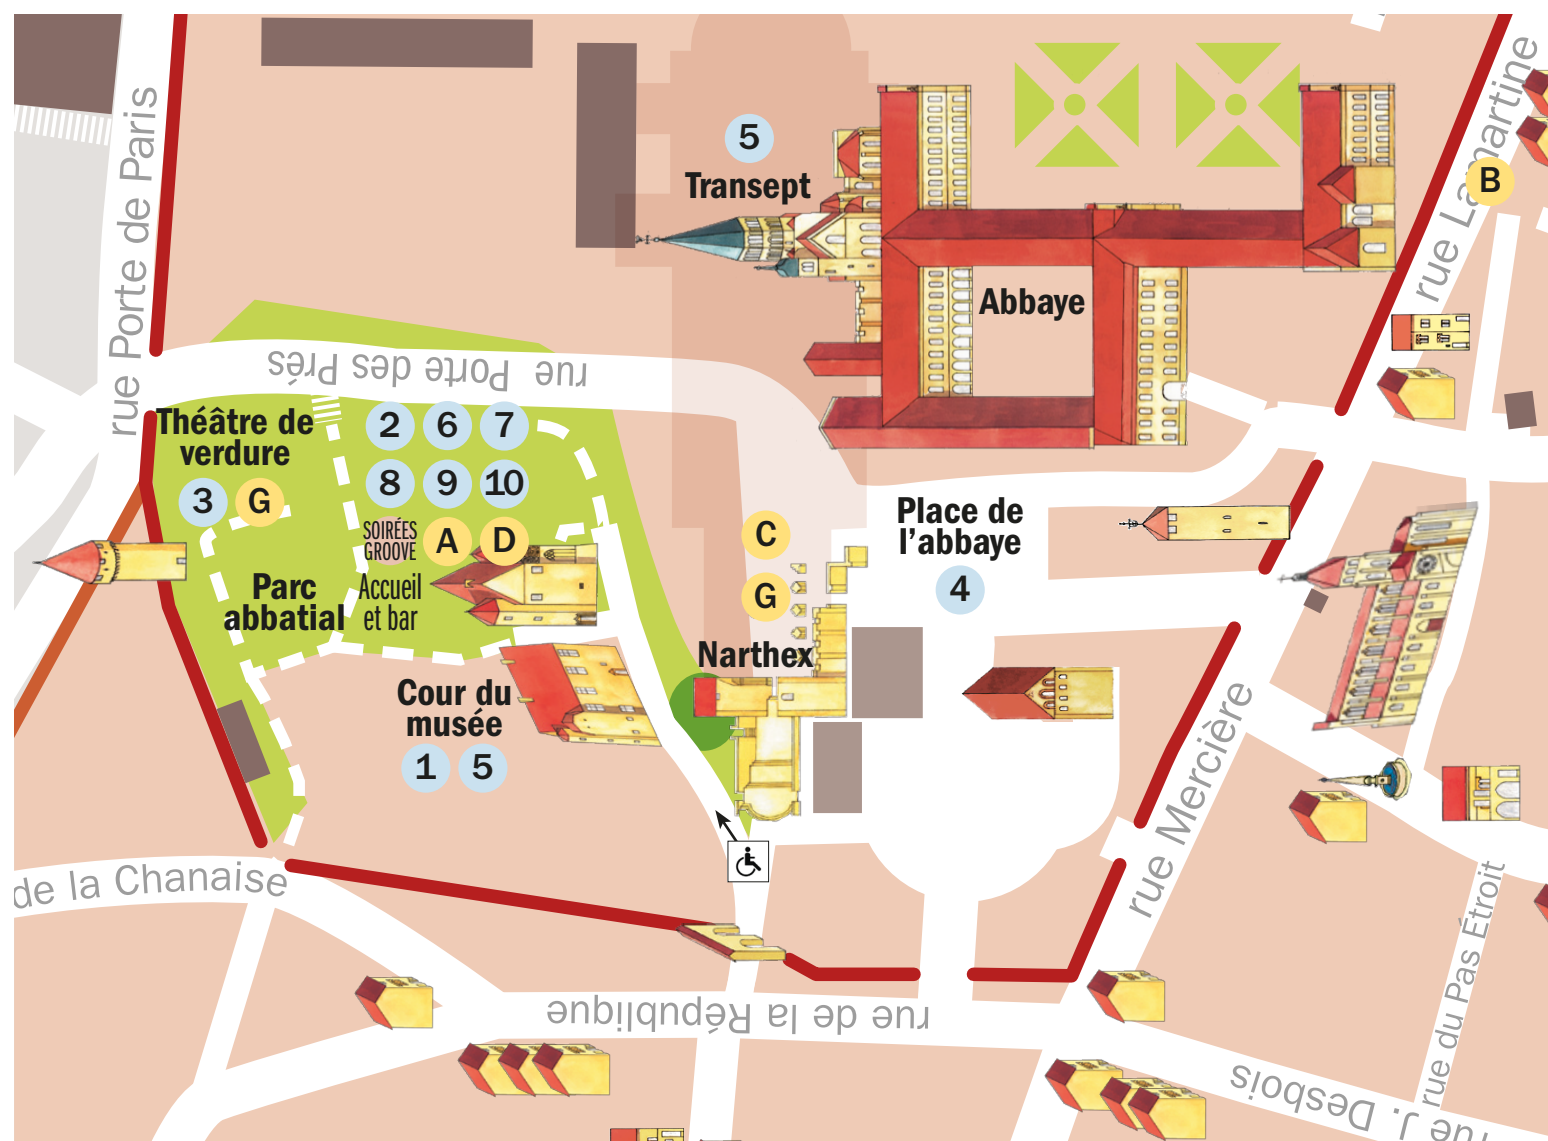 rue Porte de Paris
5
Transept
rue Lamartine
B
Abbaye
rue Porte des Prés
Théâtre de
verdure
3 G
2 6 7
8 9 10
SOIRÉES
GROOVE
A D
Accueil
et bar
Parc
abbatial
C
G
Narthex
Place de
l'abbaye
4
Cour du
musée
1 5
rue Mercière
de la Chanaise
rue de la République
rue du Pas Étroit
rue J. Desbois